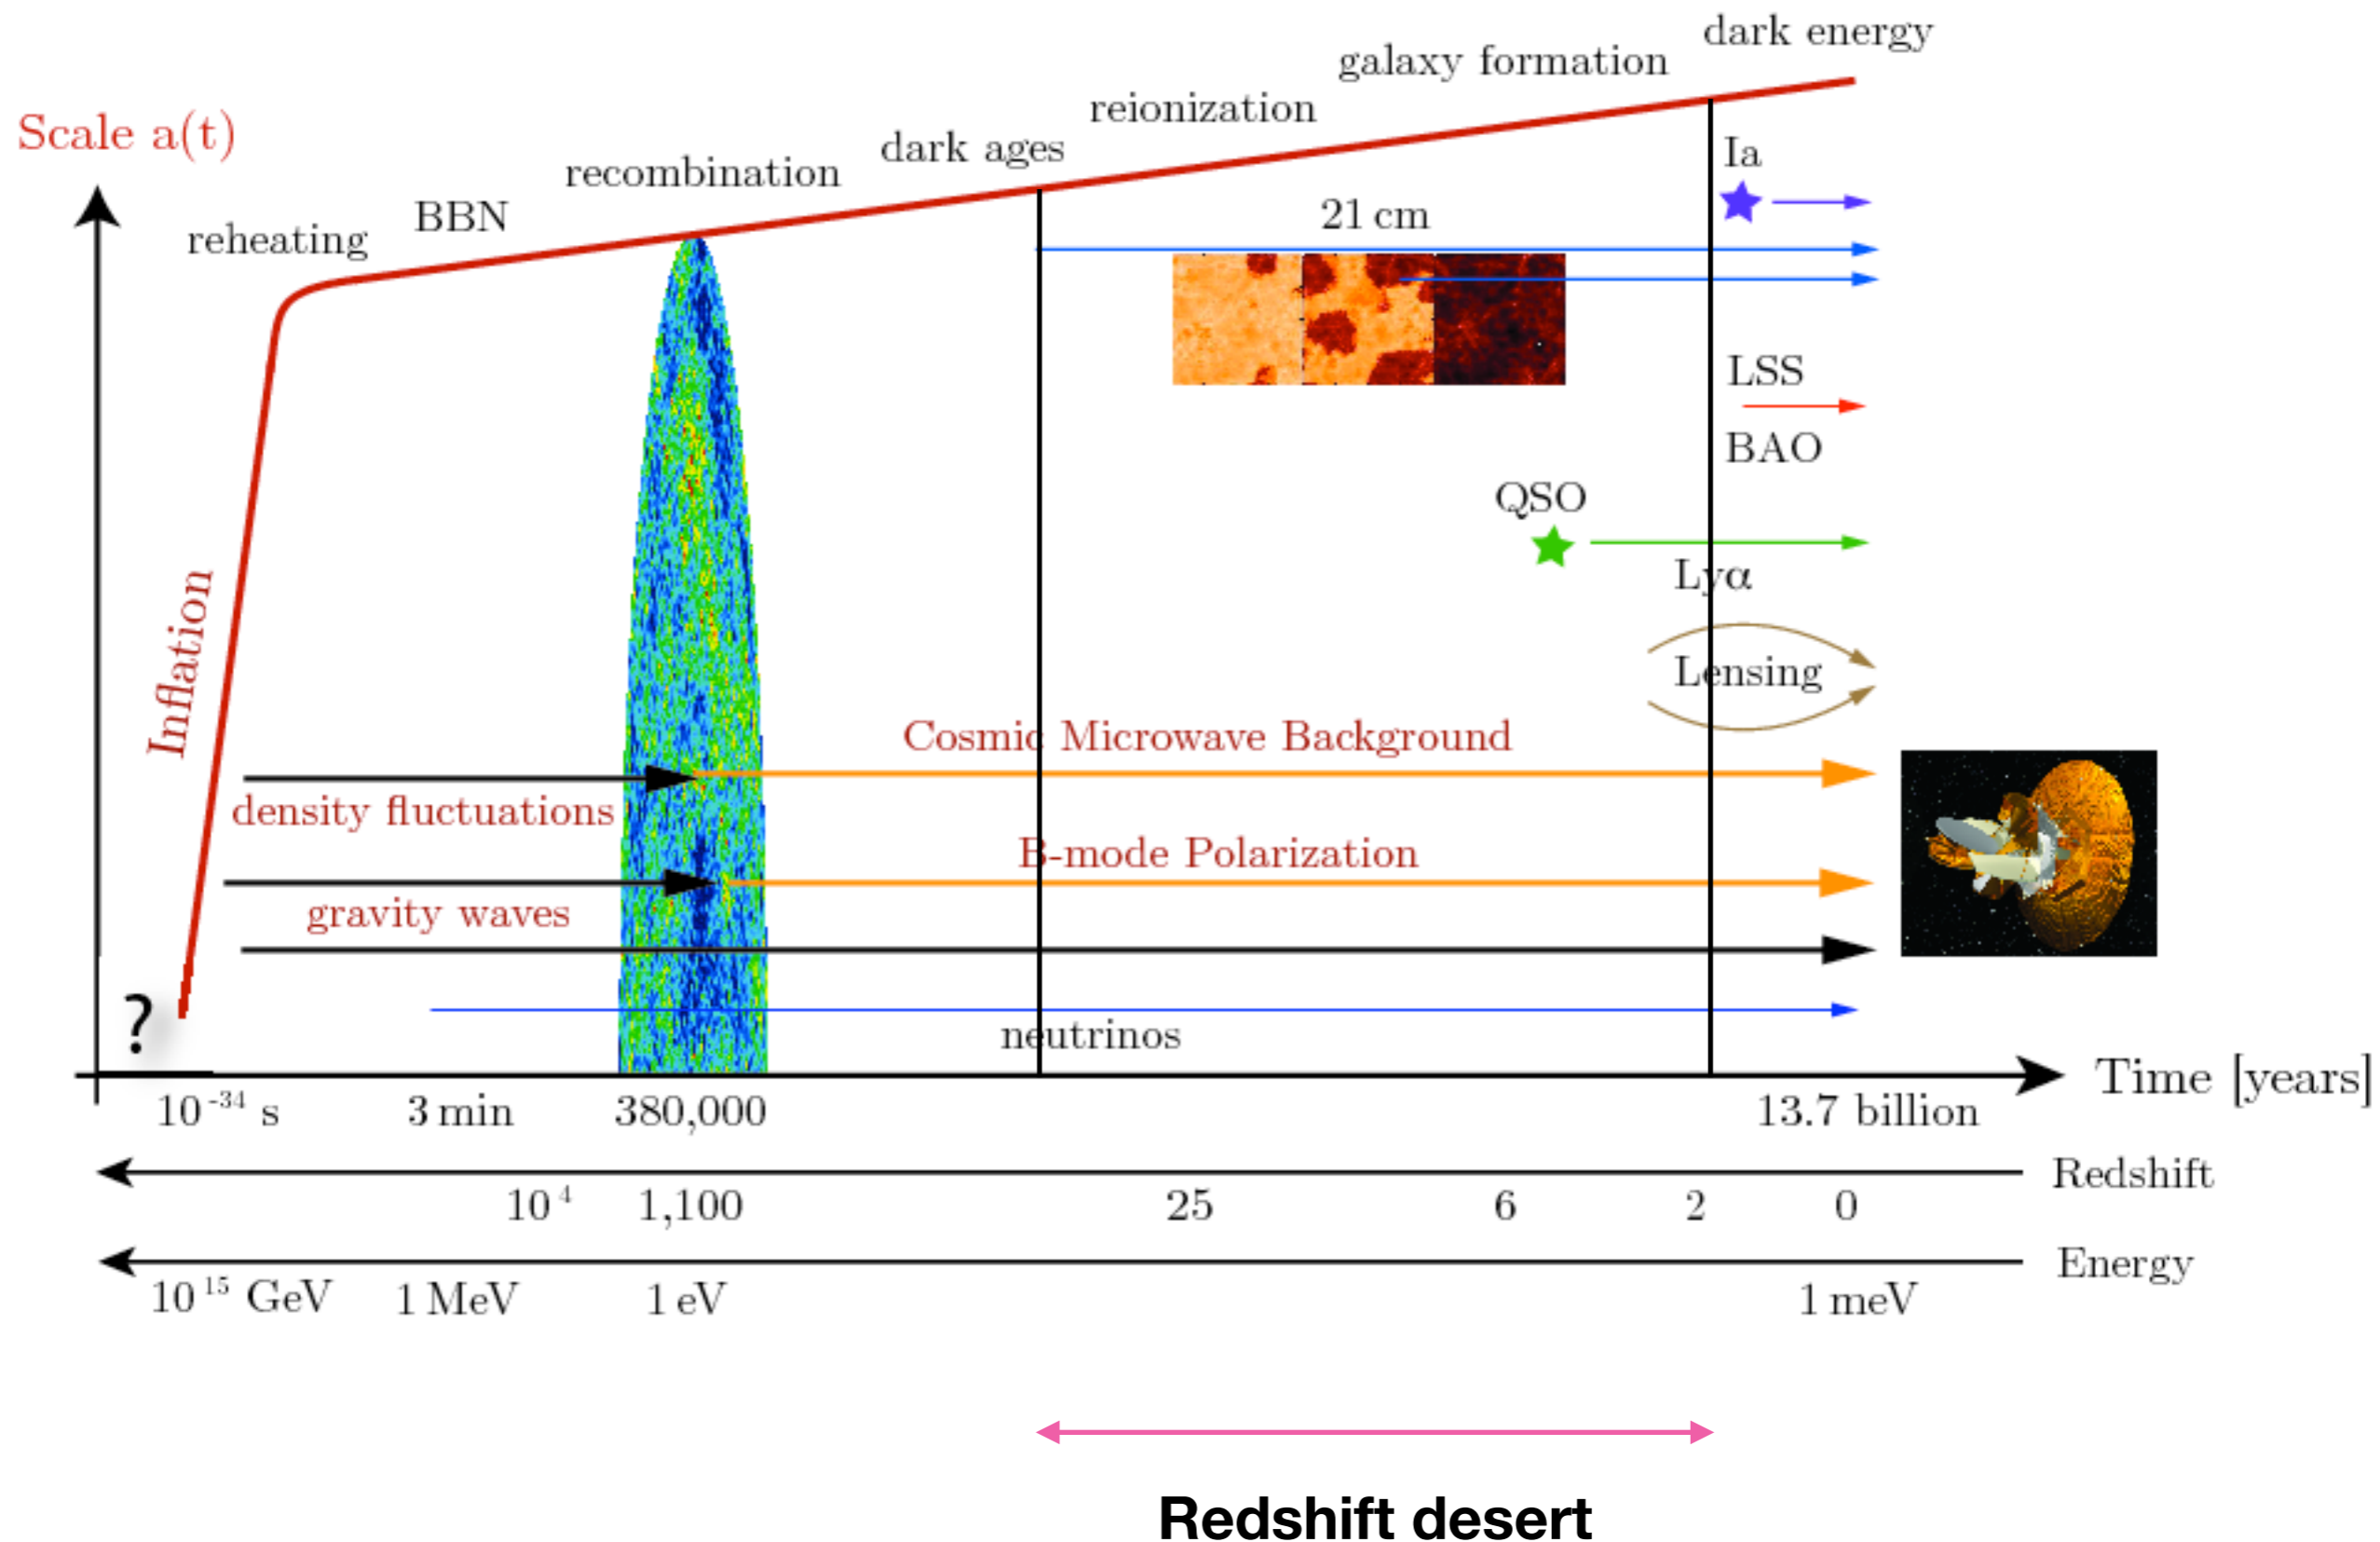 dark energy
galaxy formation
reionization
dark ages
recombination
BBN
reheating
Scale a(t)
Ia
21 cm
LSS
BAO
QSO
Lyα
Lensing
Inflation
Cosmic Microwave Background
density fluctuations
B-mode Polarization
gravity waves
neutrinos
?
Time [years]
10⁻³⁴ s 3 min 380,000 13.7 billion
Redshift
10⁴ 1,100 25 6 2 0
Energy
10¹⁵ GeV 1 MeV 1 eV 1 meV
Redshift desert